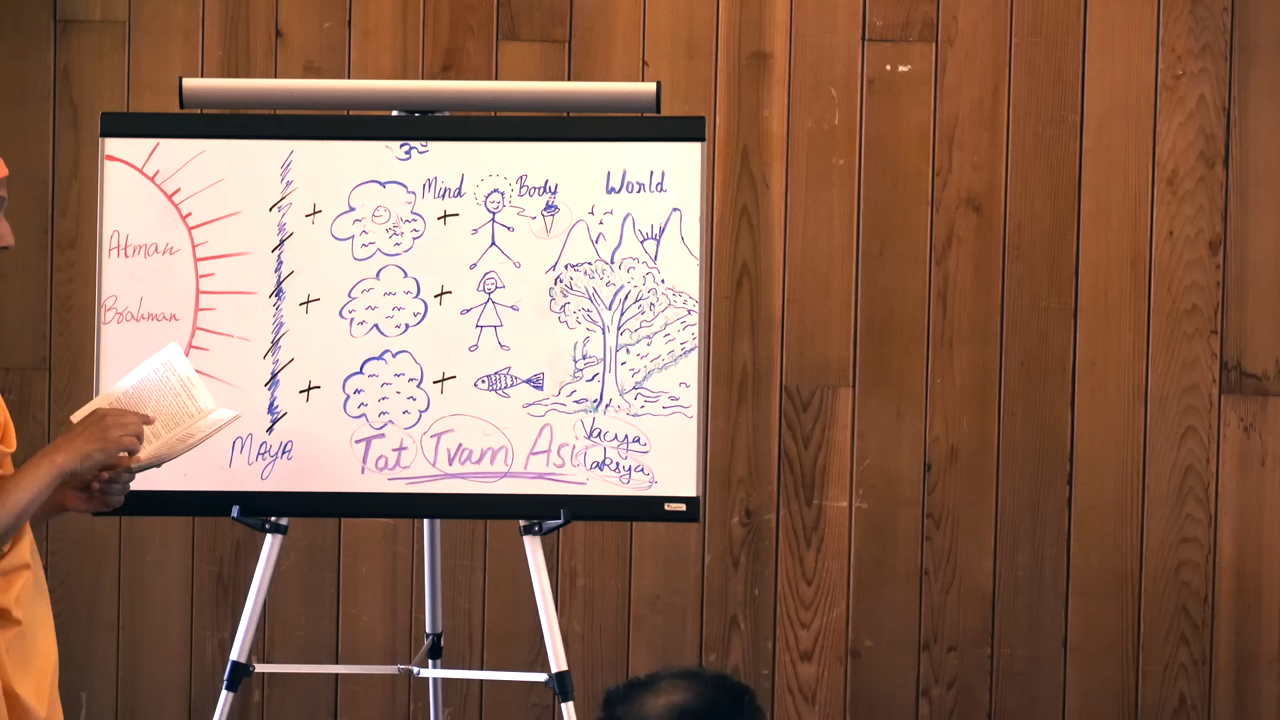 ॐ
Mind
Body
World
Atman
Brahman
+
+
+
+
+
+
MAYA
Tat Tvam Asi
Vacya
laksya